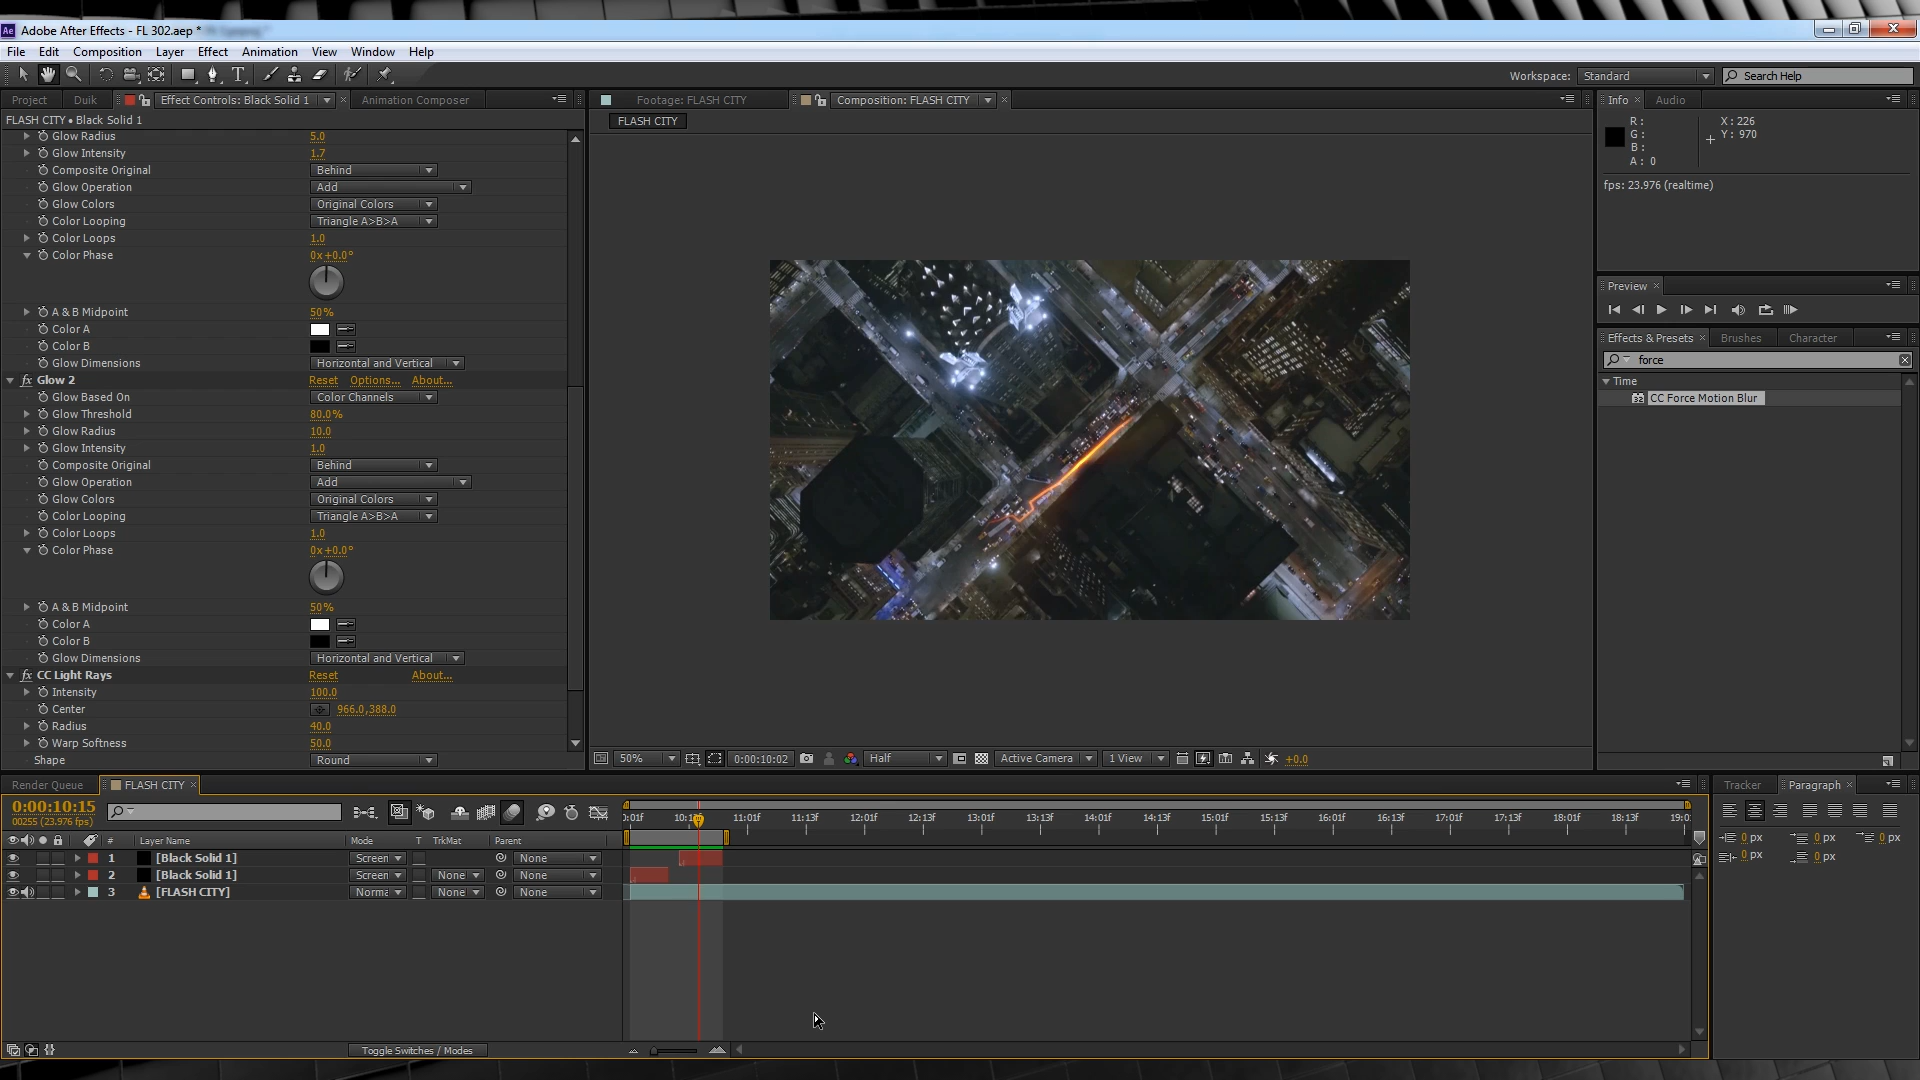 Adobe After Effects - FL 302.aep *
File Edit Composition Layer Effect Animation View Window Help
Workspace: Standard Search Help
Project Duik Effect Controls: Black Solid 1 Animation Composer
Footage: FLASH CITY Composition: FLASH CITY
Info Audio
FLASH CITY • Black Solid 1
FLASH CITY
R :
G :
B :
A : 0
X : 226
Y : 970
fps: 23.976 (realtime)
Preview
Effects & Presets Brushes Character
force
Time
CC Force Motion Blur
Glow Radius 5.0
Glow Intensity 1.7
Composite Original Behind
Glow Operation Add
Glow Colors Original Colors
Color Looping Triangle A>B>A
Color Loops 1.0
Color Phase 0x+0.0°
A & B Midpoint 50%
Color A
Color B
Glow Dimensions Horizontal and Vertical
fx Glow 2 Reset Options... About...
Glow Based On Color Channels
Glow Threshold 80.0%
Glow Radius 10.0
Glow Intensity 1.0
Composite Original Behind
Glow Operation Add
Glow Colors Original Colors
Color Looping Triangle A>B>A
Color Loops 1.0
Color Phase 0x+0.0°
A & B Midpoint 50%
Color A
Color B
Glow Dimensions Horizontal and Vertical
fx CC Light Rays Reset About...
Intensity 100.0
Center 966.0,388.0
Radius 40.0
Warp Softness 50.0
Shape Round
50% 0:00:10:02 Half Active Camera 1 View +0.0
Render Queue FLASH CITY
0:00:10:15
00255 (23.976 fps)
11:01f 11:13f 12:01f 12:13f 13:01f 13:13f 14:01f 14:13f 15:01f 15:13f 16:01f 16:13f 17:01f 17:13f 18:01f 18:13f
# Layer Name Mode T TrkMat Parent
1 [Black Solid 1] Screen None
2 [Black Solid 1] Screen None None
3 [FLASH CITY] Norma None None
Toggle Switches / Modes
Tracker Paragraph
0 px 0 px 0 px
0 px 0 px